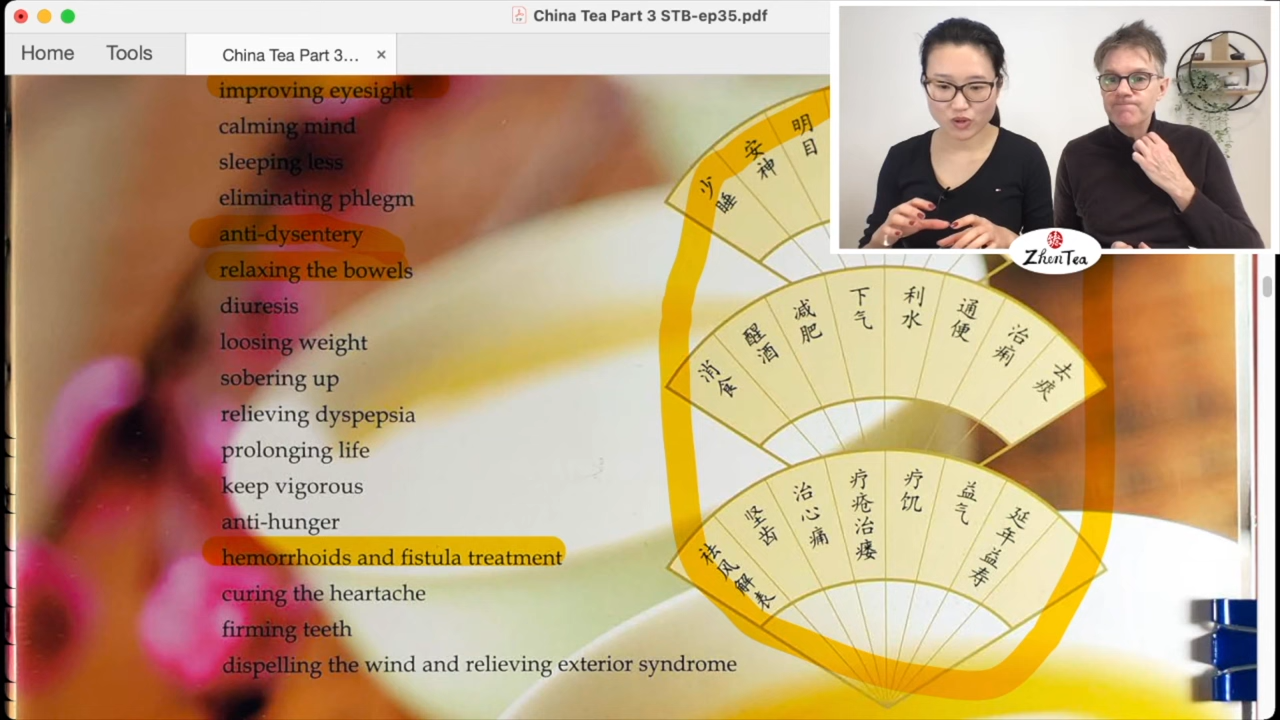 China Tea Part 3 STB-ep35.pdf
Home
Tools
China Tea Part 3...
×
improving eyesight
calming mind
sleeping less
eliminating phlegm
anti-dysentery
relaxing the bowels
diuresis
loosing weight
sobering up
relieving dyspepsia
prolonging life
keep vigorous
anti-hunger
hemorrhoids and fistula treatment
curing the heartache
firming teeth
dispelling the wind and relieving exterior syndrome
少睡
安神
明目
消食
醒酒
减肥
下气
利水
通便
治痢
去痰
祛风解表
坚齿
治心痛
疗疮治瘘
疗饥
益气
延年益寿
ZhenTea